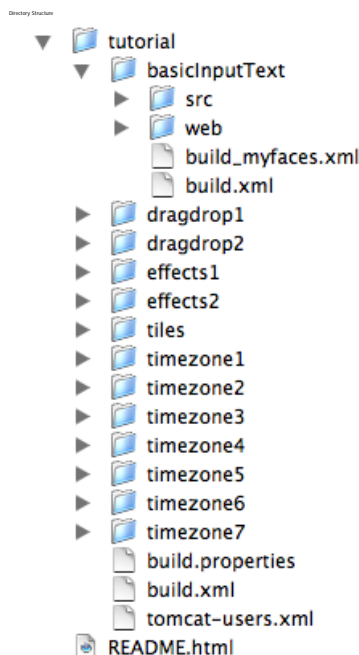 Directory Structure
tutorial
basicInputText
src
web
build_myfaces.xml
build.xml
dragdrop1
dragdrop2
effects1
effects2
tiles
timezone1
timezone2
timezone3
timezone4
timezone5
timezone6
timezone7
build.properties
build.xml
tomcat-users.xml
README.html